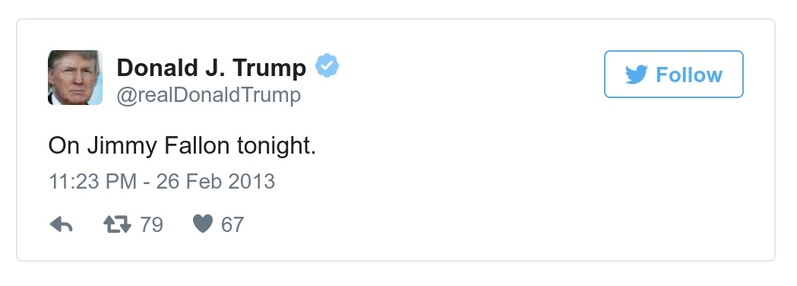 Donald J. Trump
@realDonaldTrump
Follow
On Jimmy Fallon tonight.
11:23 PM - 26 Feb 2013
79 67